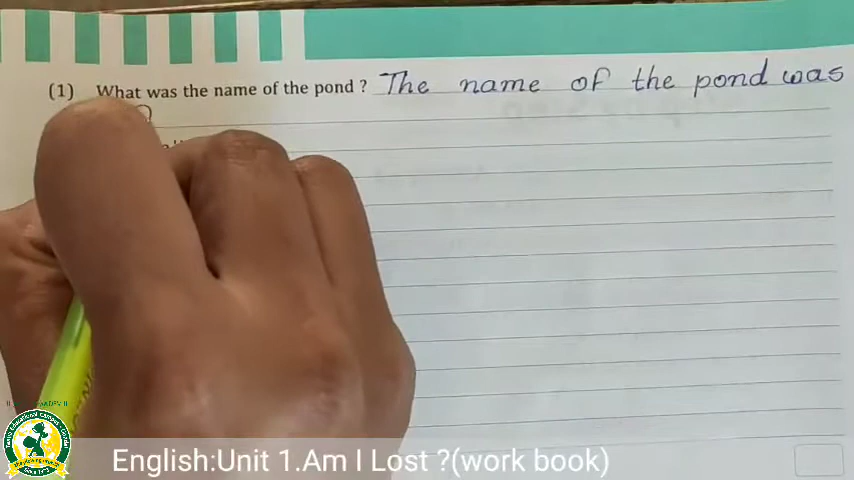 (1) What was the name of the pond ? The name of the pond was
English:Unit 1.Am I Lost ?(work book)